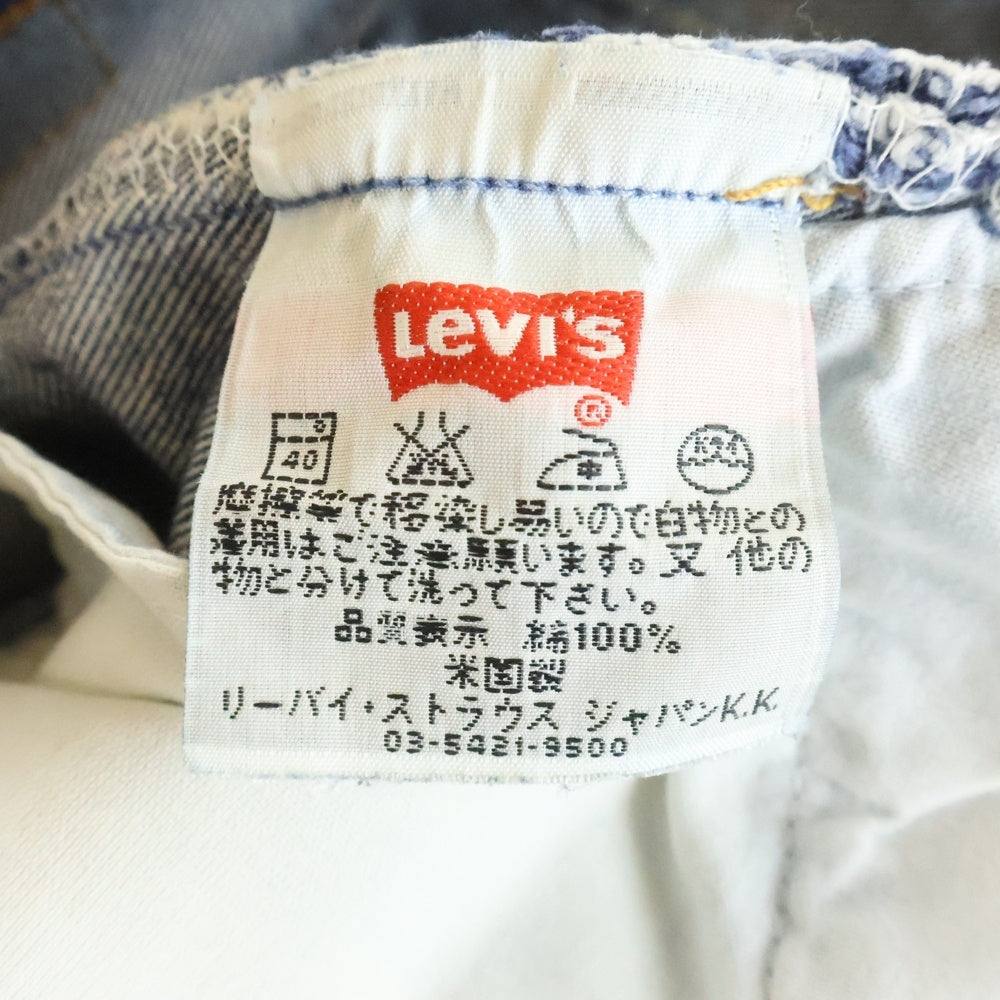 Levi's
®
40
摩擦等で移染し易いので白物との
着用はご注意願います。又 他の
物と分けて洗って下さい。
品質表示 綿100%
米国製
リーバイ・ストラウス ジャパンK.K.
03-5421-9500